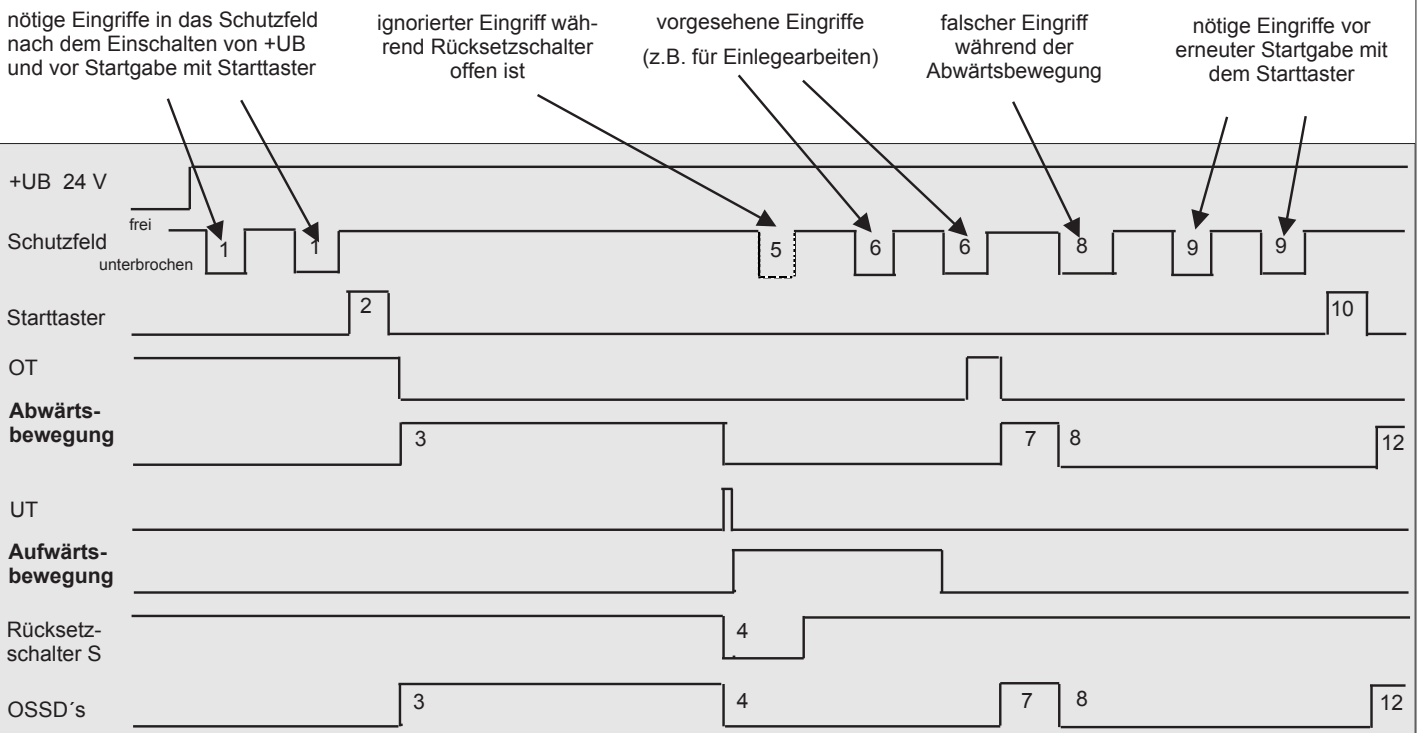 nötige Eingriffe in das Schutzfeld
nach dem Einschalten von +UB
und vor Startgabe mit Starttaster
ignorierter Eingriff wäh-
rend Rücksetzschalter
offen ist
vorgesehene Eingriffe
(z.B. für Einlegearbeiten)
falscher Eingriff
während der
Abwärtsbewegung
nötige Eingriffe vor
erneuter Startgabe mit
dem Starttaster
+UB 24 V
frei
Schutzfeld
unterbrochen
1 1 5 6 6 8 9 9
Starttaster
2 10
OT
Abwärts-
bewegung
3 7 8 12
UT
Aufwärts-
bewegung
Rücksetz-
schalter S
4
OSSD´s
3 4 7 8 12